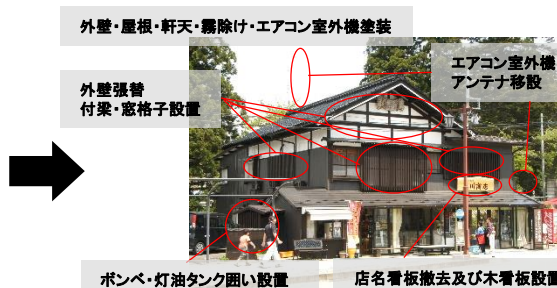 外壁・屋根・軒天・霧除け・エアコン室外機塗装
エアコン室外機
アンテナ移設
外壁張替
付梁・窓格子設置
ボンベ・灯油タンク囲い設置
店名看板撤去及び木看板設置